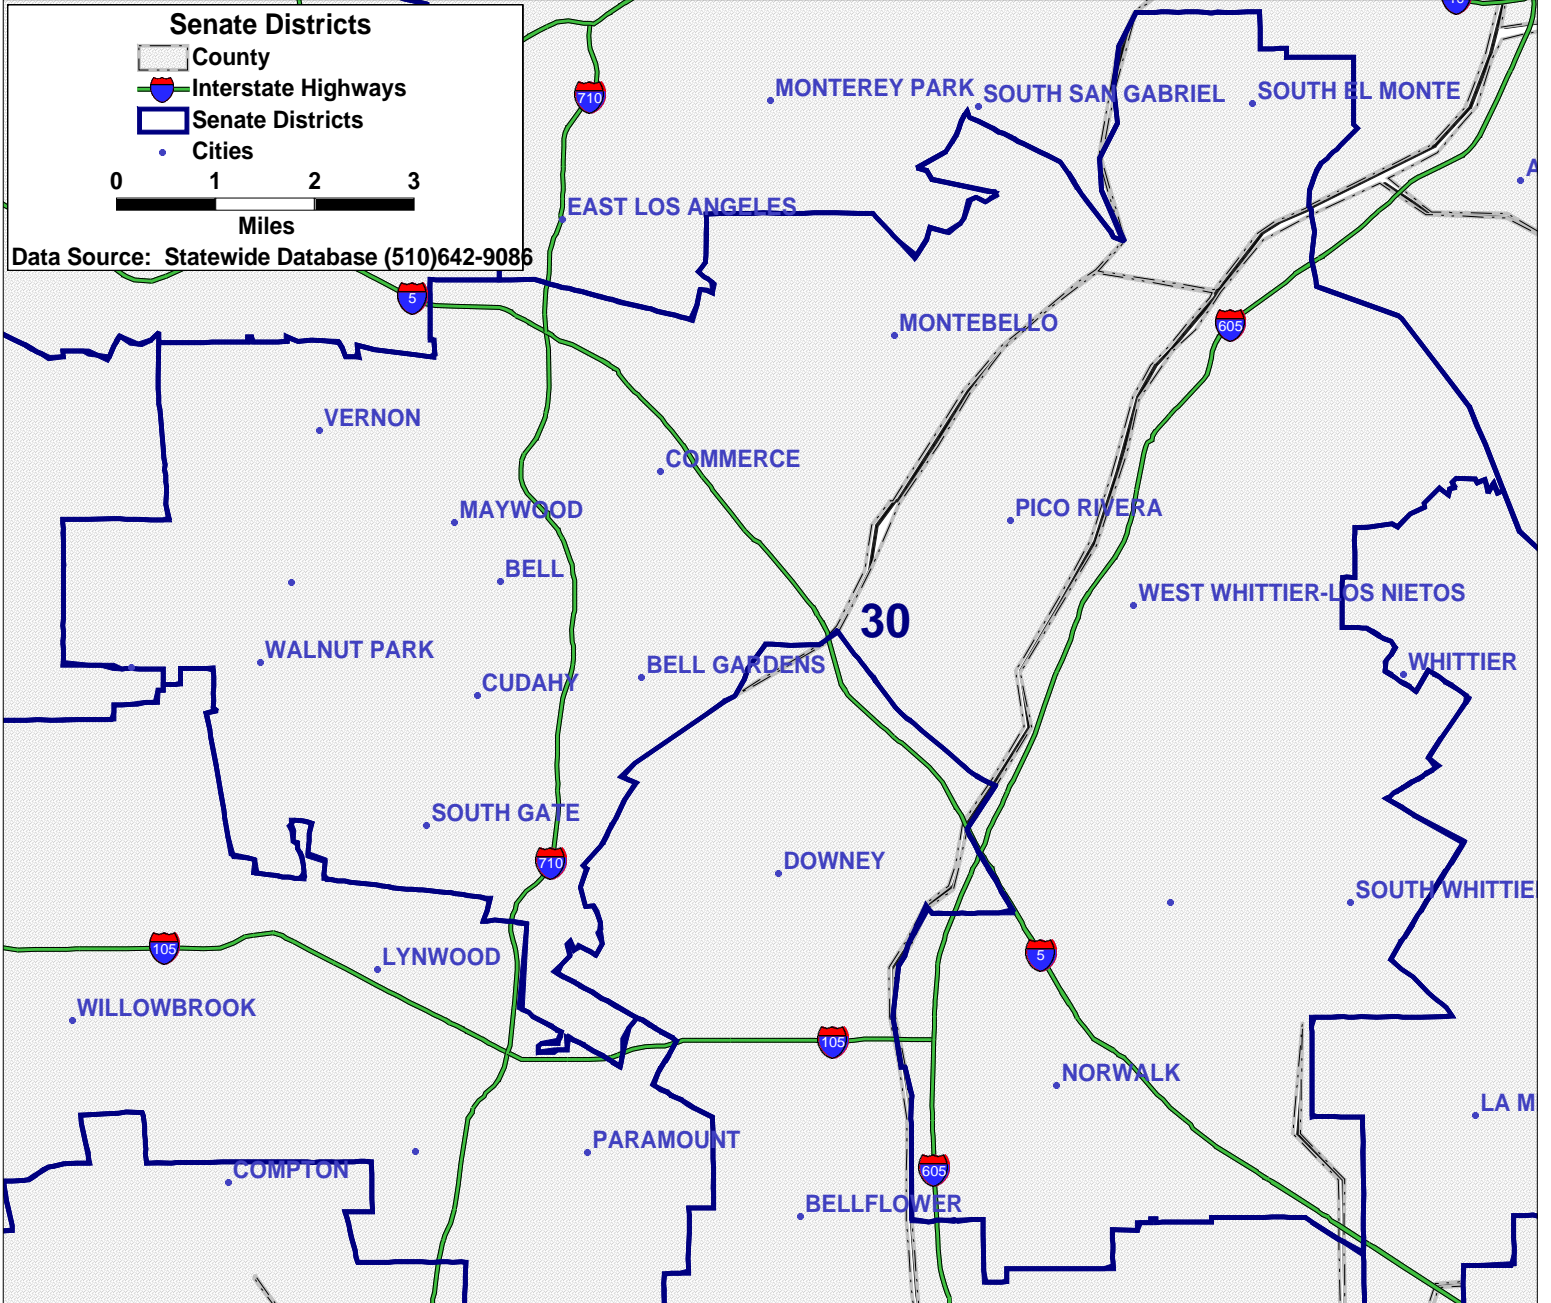 Senate Districts
County
Interstate Highways
Senate Districts
Cities
0 1 2 3
Miles
Data Source: Statewide Database (510)642-9086
10
710
MONTEREY PARK
SOUTH SAN GABRIEL
SOUTH EL MONTE
A
EAST LOS ANGELES
5
MONTEBELLO
605
VERNON
COMMERCE
MAYWOOD
PICO RIVERA
BELL
WEST WHITTIER-LOS NIETOS
30
WALNUT PARK
BELL GARDENS
WHITTIER
CUDAHY
SOUTH GATE
710
DOWNEY
SOUTH WHITTIE
105
LYNWOOD
5
WILLOWBROOK
105
NORWALK
LA M
PARAMOUNT
COMPTON
605
BELLFLOWER